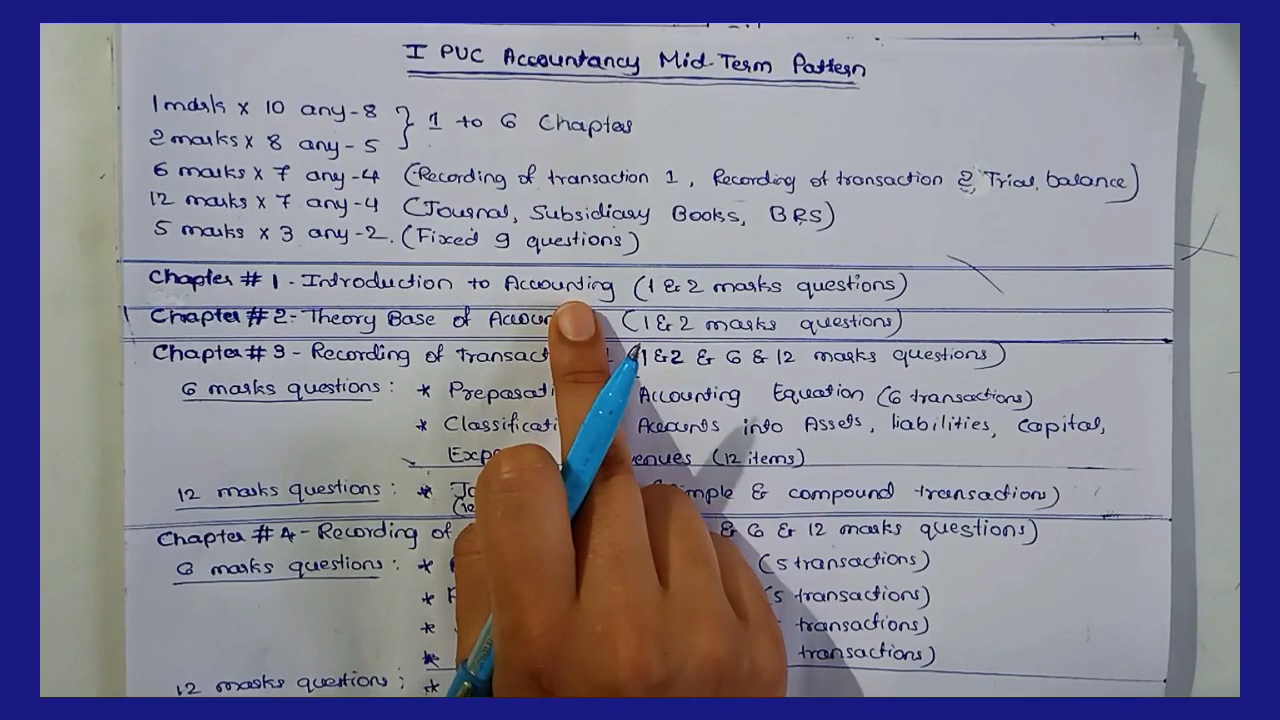 I PUC Accountancy Mid-Term Pattern
1 mark x 10 any-8 } 1 to 6 Chapter
2 marks x 8 any-5
6 marks x 7 any-4 (Recording of transaction 1, Recording of transaction 2, Trial balance)
12 marks x 7 any-4 (Journal, Subsidiary Books, BRS)
5 marks x 3 any-2. (Fixed 9 questions)
Chapter # 1 - Introduction to Accounting (1 & 2 marks questions)
Chapter # 2 - Theory Base of (1 & 2 marks questions)
Chapter # 3 - Recording of 1 & 2 & 6 & 12 marks questions)
6 marks questions : * Accounting Equation (6 transactions)
* Accounts into Assets, liabilities, capital,
(12 items)
12 marks questions : * & compound transactions)
Chapter # 4 - Recording of & 6 & 12 marks questions)
6 marks questions : * (5 transactions)
* (5 transactions)
* transactions)
* transactions)
12 marks questions ; *